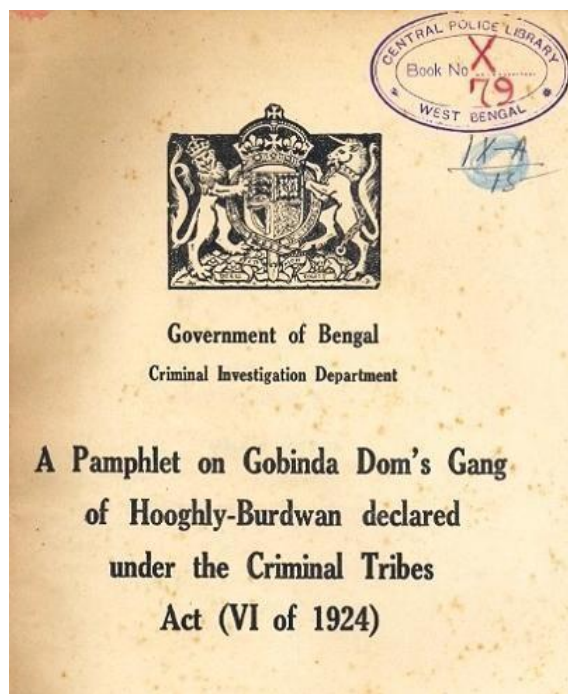 CENTRAL POLICE LIBRARY
Book No X
79
WEST BENGAL
IX-A
15
Government of Bengal
Criminal Investigation Department
A Pamphlet on Gobinda Dom's Gang
of Hooghly-Burdwan declared
under the Criminal Tribes
Act (VI of 1924)